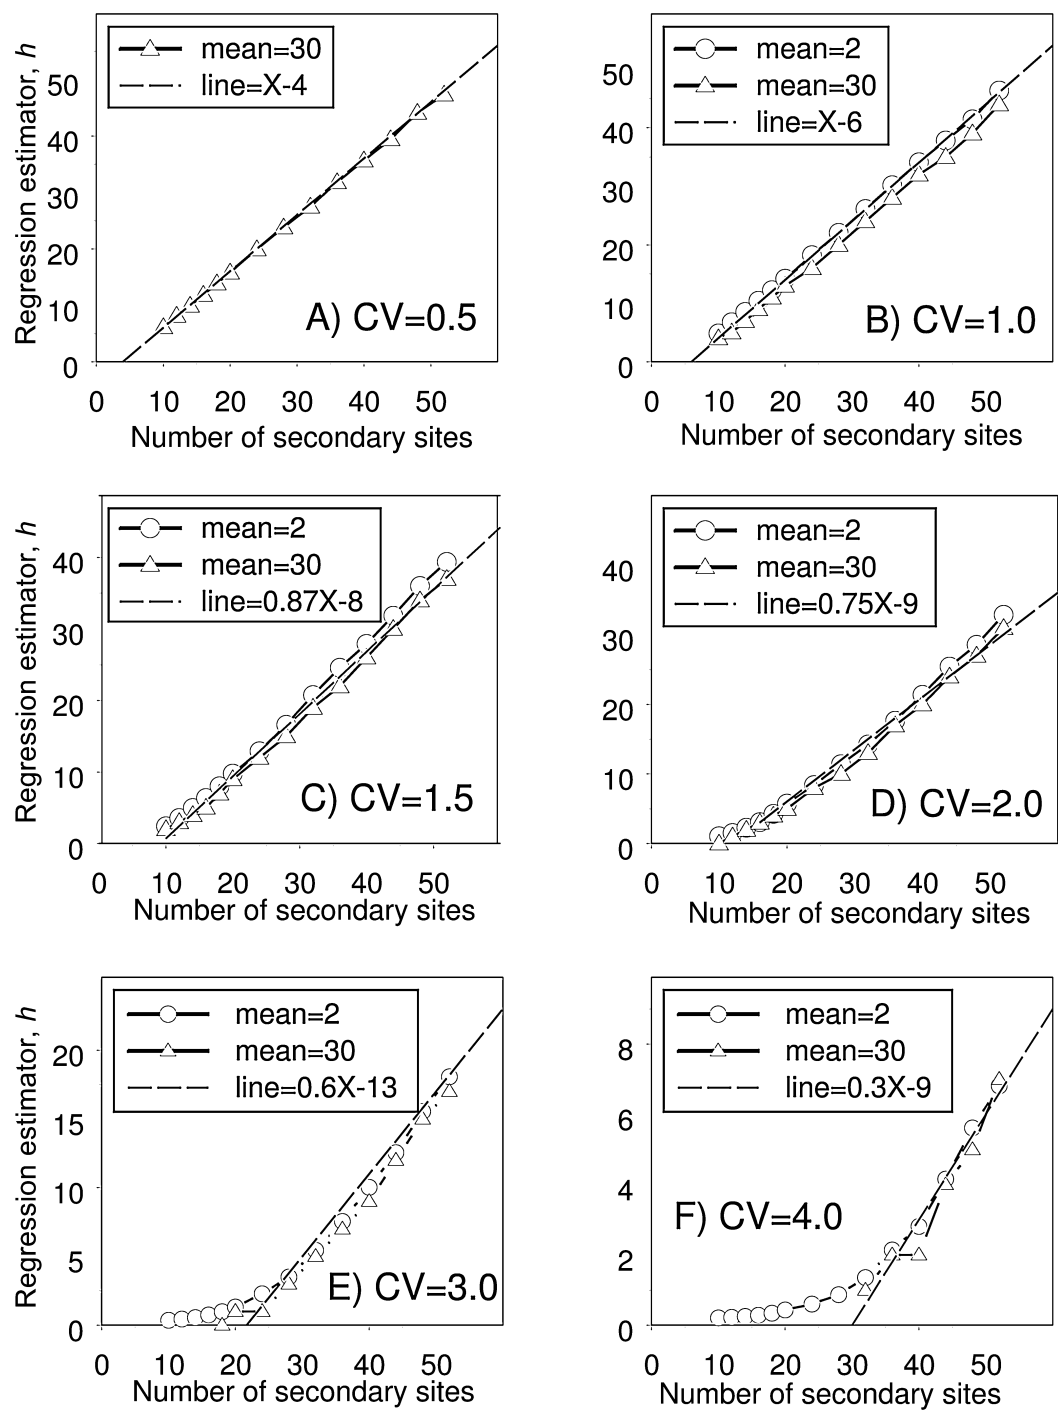 Regression estimator, h
mean=30
line=X-4
50
40
30
20
10
0
A) CV=0.5
0 10 20 30 40 50
Number of secondary sites
mean=2
mean=30
line=X-6
50
40
30
20
10
0
B) CV=1.0
0 10 20 30 40 50
Number of secondary sites
Regression estimator, h
mean=2
mean=30
line=0.87X-8
40
30
20
10
0
C) CV=1.5
0 10 20 30 40 50
Number of secondary sites
mean=2
mean=30
line=0.75X-9
40
30
20
10
0
D) CV=2.0
0 10 20 30 40 50
Number of secondary sites
Regression estimator, h
mean=2
mean=30
line=0.6X-13
20
15
10
5
0
E) CV=3.0
0 10 20 30 40 50
Number of secondary sites
mean=2
mean=30
line=0.3X-9
8
6
4
2
0
F) CV=4.0
0 10 20 30 40 50
Number of secondary sites